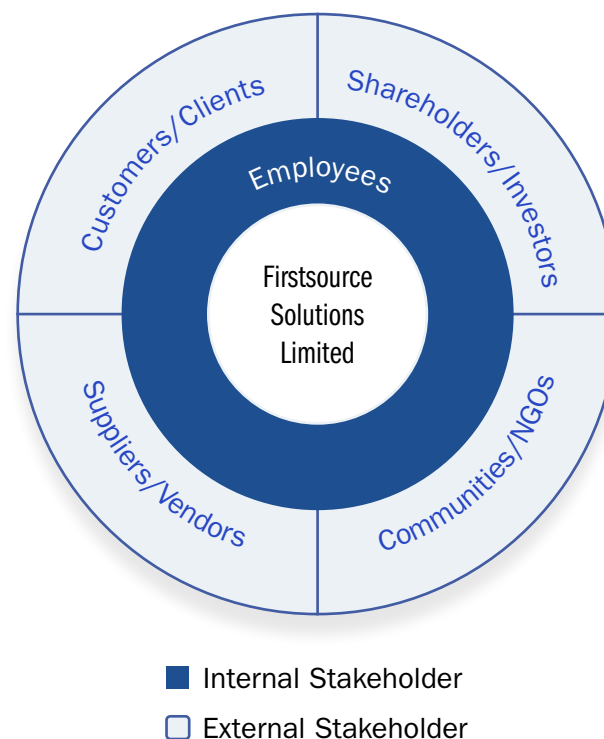 Customers/Clients
Shareholders/Investors
Employees
Firstsource
Solutions
Limited
Suppliers/Vendors
Communities/NGOs
Internal Stakeholder
External Stakeholder